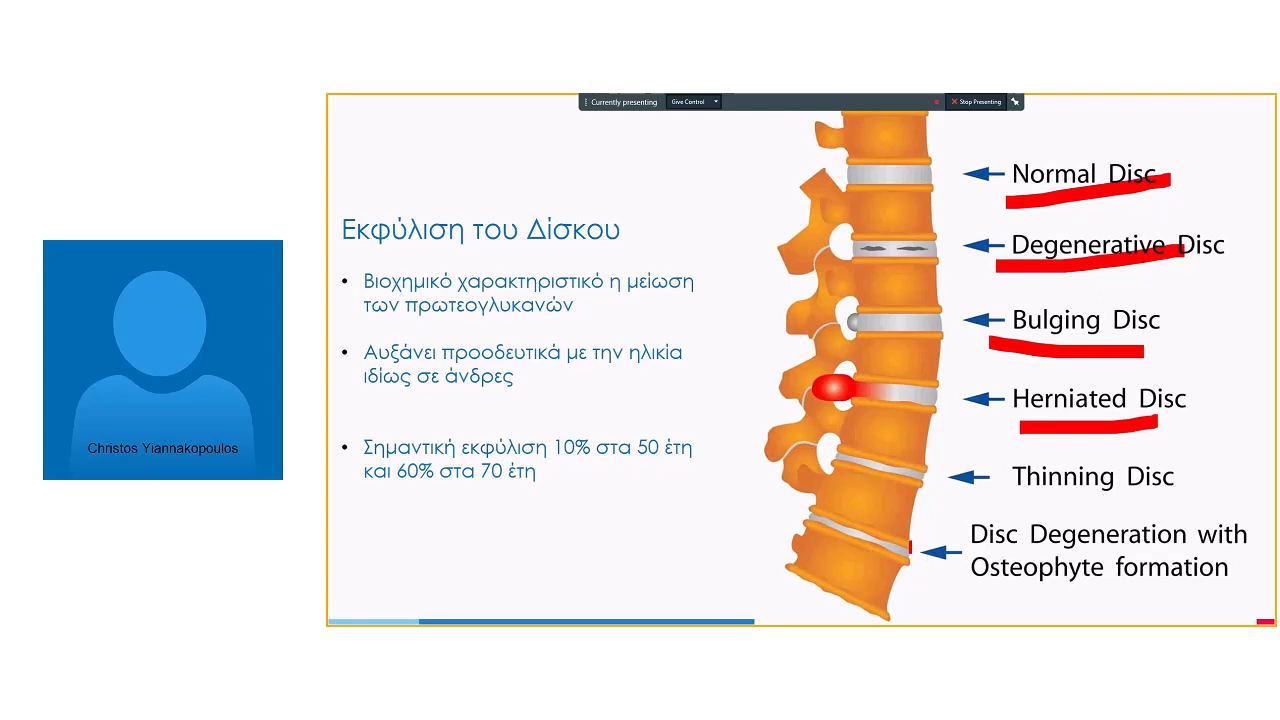 Currently presenting
Give Control
Stop Presenting
Christos Yiannakopoulos
Εκφύλιση του Δίσκου
• Βιοχημικό χαρακτηριστικό η μείωση
των πρωτεογλυκανών
• Αυξάνει προοδευτικά με την ηλικία
ιδίως σε άνδρες
• Σημαντική εκφύλιση 10% στα 50 έτη
και 60% στα 70 έτη
Normal Disc
Degenerative Disc
Bulging Disc
Herniated Disc
Thinning Disc
Disc Degeneration with
Osteophyte formation